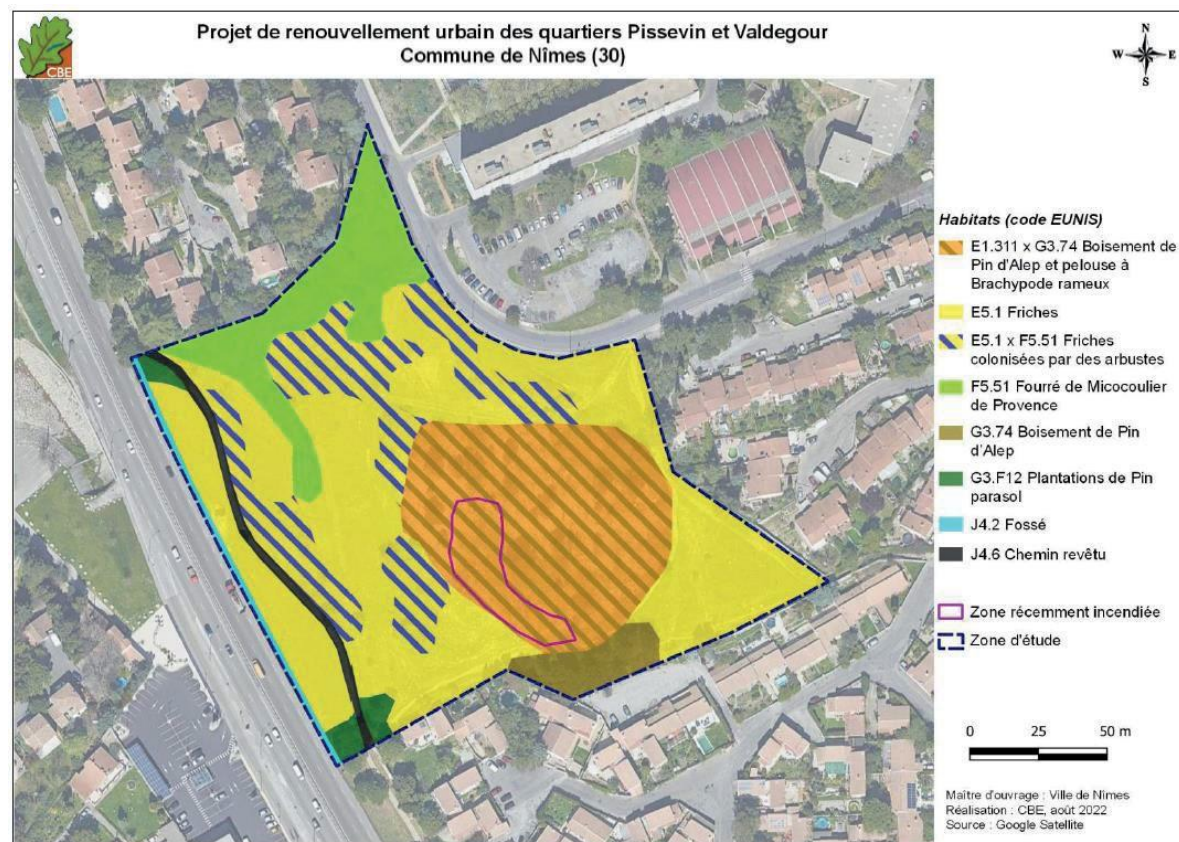 CBE
Projet de renouvellement urbain des quartiers Pissevin et Valdegour
Commune de Nîmes (30)
N
W E
S
Habitats (code EUNIS)
E1.311 x G3.74 Boisement de
Pin d'Alep et pelouse à
Brachypode rameux
E5.1 Friches
E5.1 x F5.51 Friches
colonisées par des arbustes
F5.51 Fourré de Micocoulier
de Provence
G3.74 Boisement de Pin
d'Alep
G3.F12 Plantations de Pin
parasol
J4.2 Fossé
J4.6 Chemin revêtu
Zone récemment incendiée
Zone d'étude
0 25 50 m
Maître d'ouvrage : Ville de Nîmes
Réalisation : CBE, août 2022
Source : Google Satellite